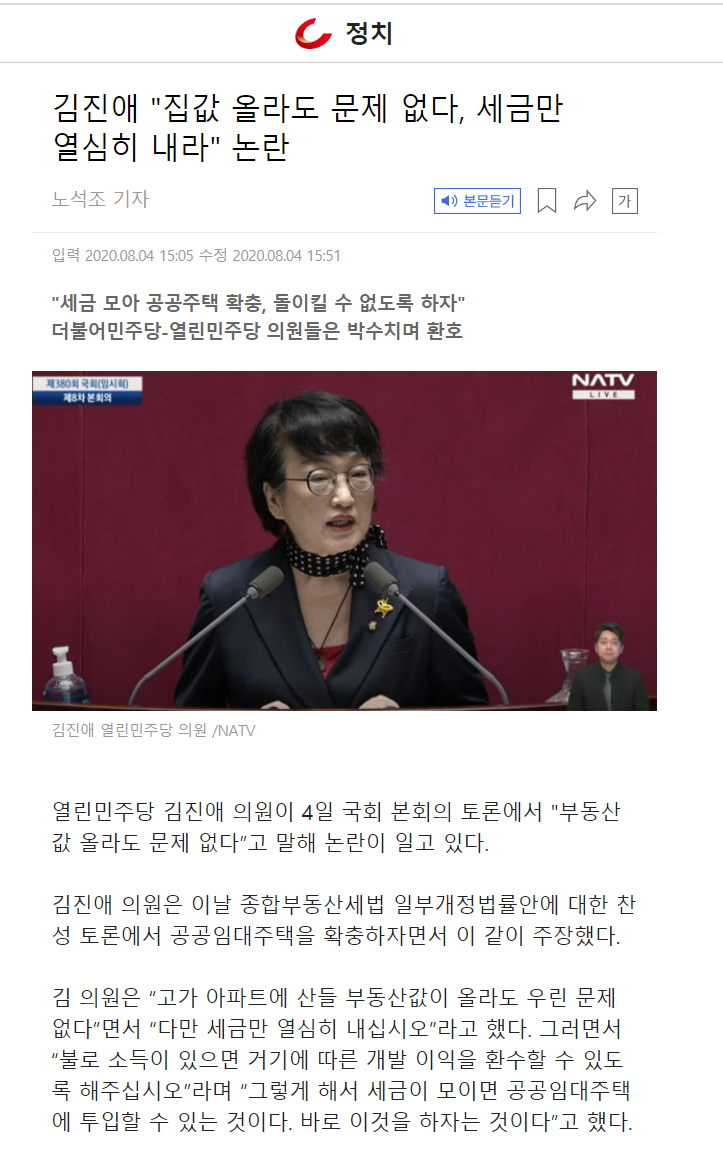 정치
김진애 "집값 올라도 문제 없다, 세금만
열심히 내라" 논란
노석조 기자
본문듣기
가
입력 2020.08.04 15:05 수정 2020.08.04 15:51
"세금 모아 공공주택 확충, 돌이킬 수 없도록 하자"
더불어민주당-열린민주당 의원들은 박수치며 환호
제380회 국회(임시회)
제8차 본회의
NATV
LIVE
김진애 열린민주당 의원 /NATV
열린민주당 김진애 의원이 4일 국회 본회의 토론에서 "부동산
값 올라도 문제 없다”고 말해 논란이 일고 있다.
김진애 의원은 이날 종합부동산세법 일부개정법률안에 대한 찬
성 토론에서 공공임대주택을 확충하자면서 이 같이 주장했다.
김 의원은 “고가 아파트에 산들 부동산값이 올라도 우린 문제
없다”면서 “다만 세금만 열심히 내십시오”라고 했다. 그러면서
“불로 소득이 있으면 거기에 따른 개발 이익을 환수할 수 있도
록 해주십시오”라며 “그렇게 해서 세금이 모이면 공공임대주택
에 투입할 수 있는 것이다. 바로 이것을 하자는 것이다”고 했다.